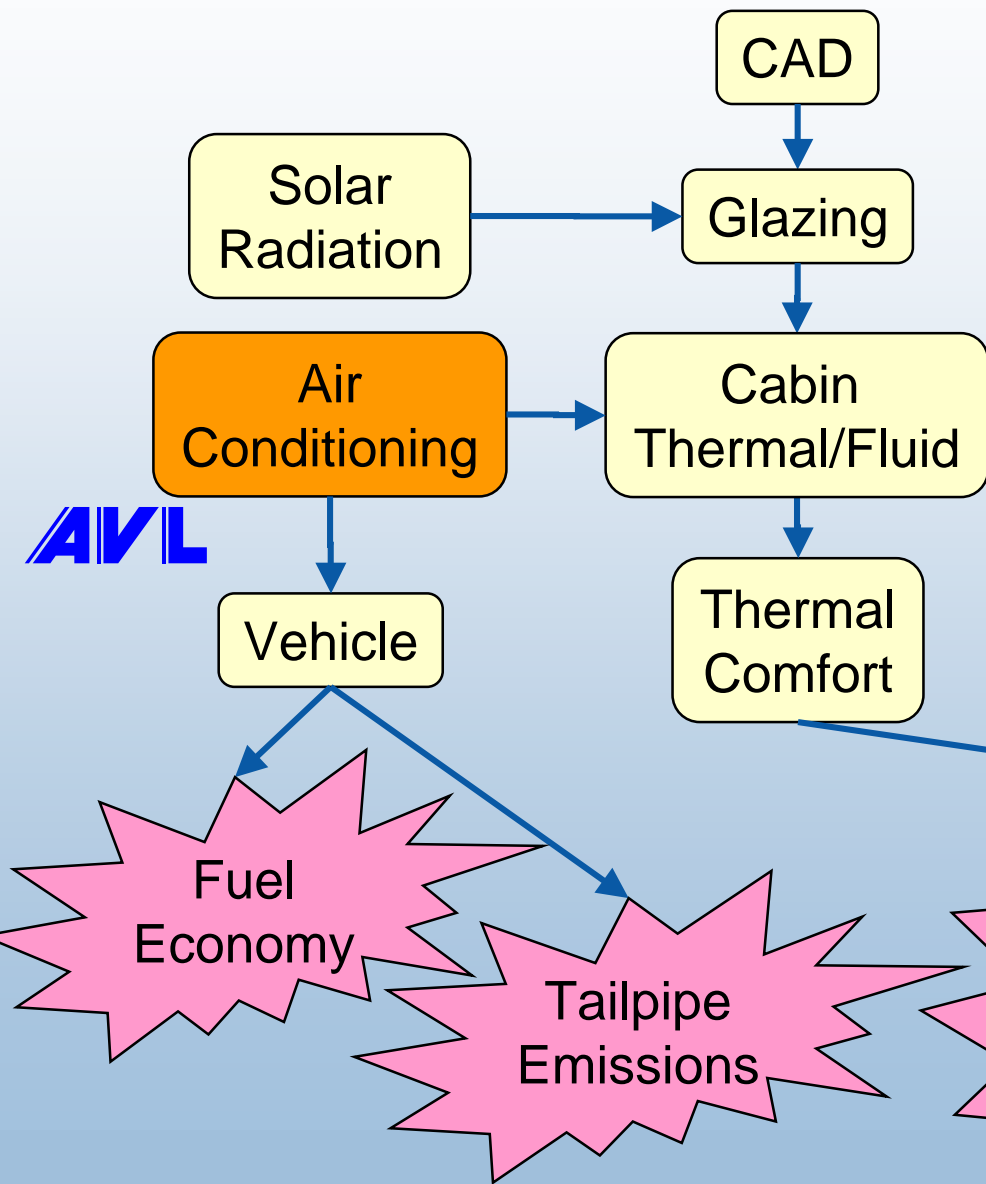 CAD
Solar
Radiation
Glazing
Air
Conditioning
Cabin
Thermal/Fluid
AVL
Vehicle
Thermal
Comfort
Fuel
Economy
Tailpipe
Emissions